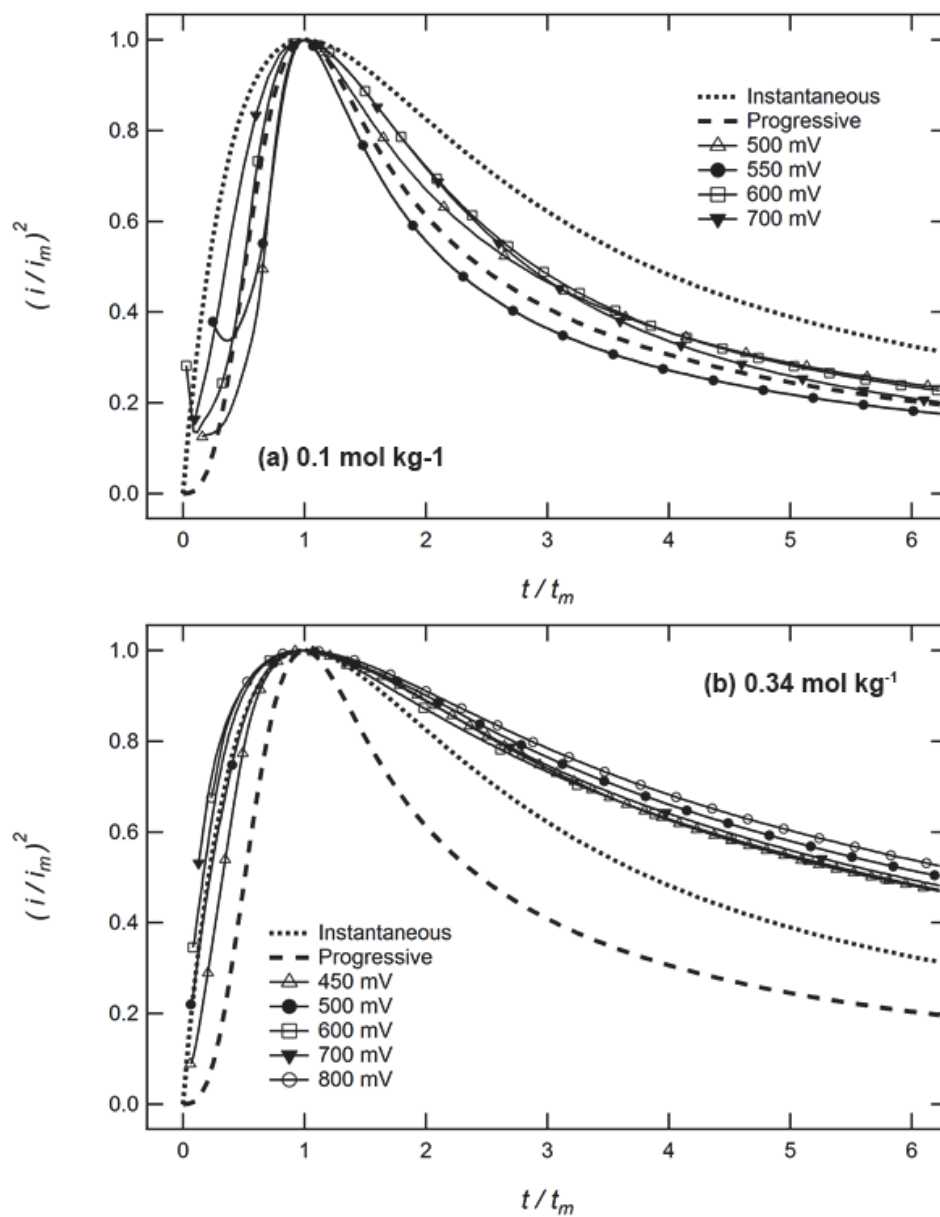 1.0
0.8
0.6
0.4
0.2
0.0
(i/i_m)^2
Instantaneous
Progressive
500 mV
550 mV
600 mV
700 mV
(a) 0.1 mol kg-1
0 1 2 3 4 5 6
t/t_m
1.0
0.8
0.6
0.4
0.2
0.0
(i/i_m)^2
(b) 0.34 mol kg⁻¹
Instantaneous
Progressive
450 mV
500 mV
600 mV
700 mV
800 mV
0 1 2 3 4 5 6
t/t_m